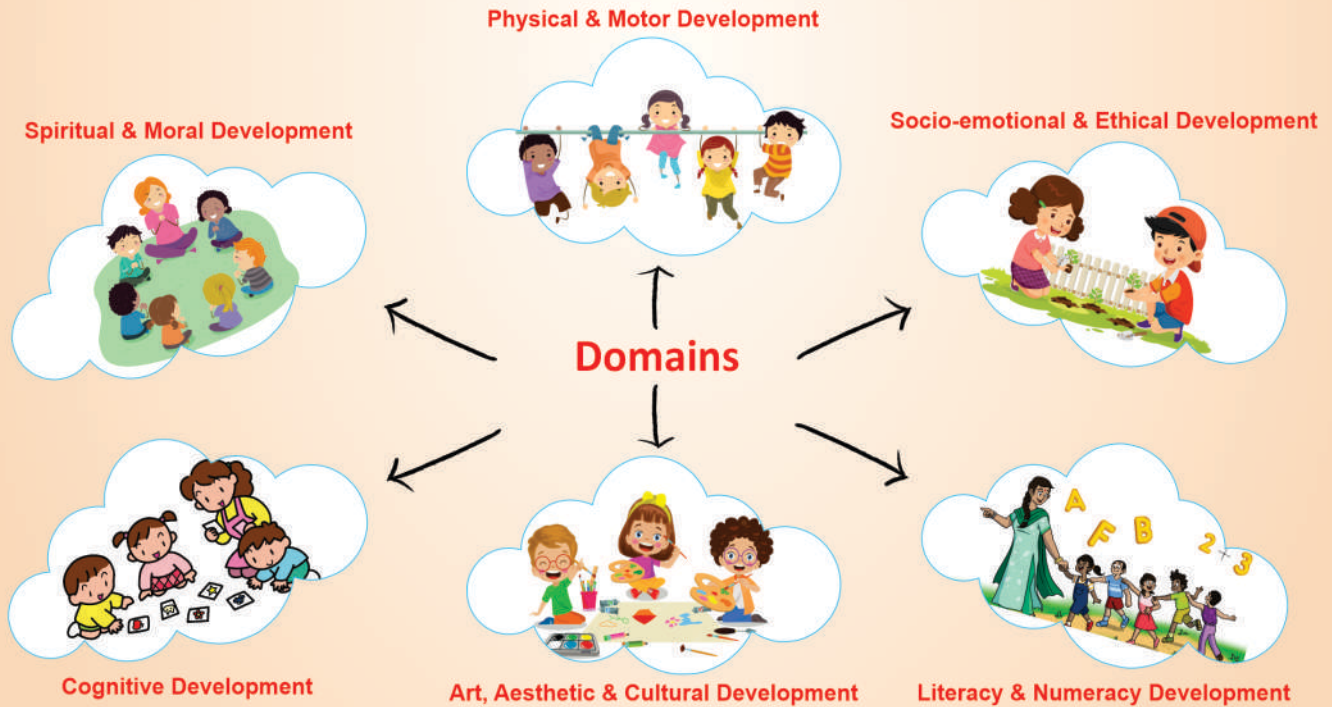 Physical & Motor Development
Spiritual & Moral Development
Socio-emotional & Ethical Development
Domains
A
F
B
2+3
Cognitive Development
Art, Aesthetic & Cultural Development
Literacy & Numeracy Development